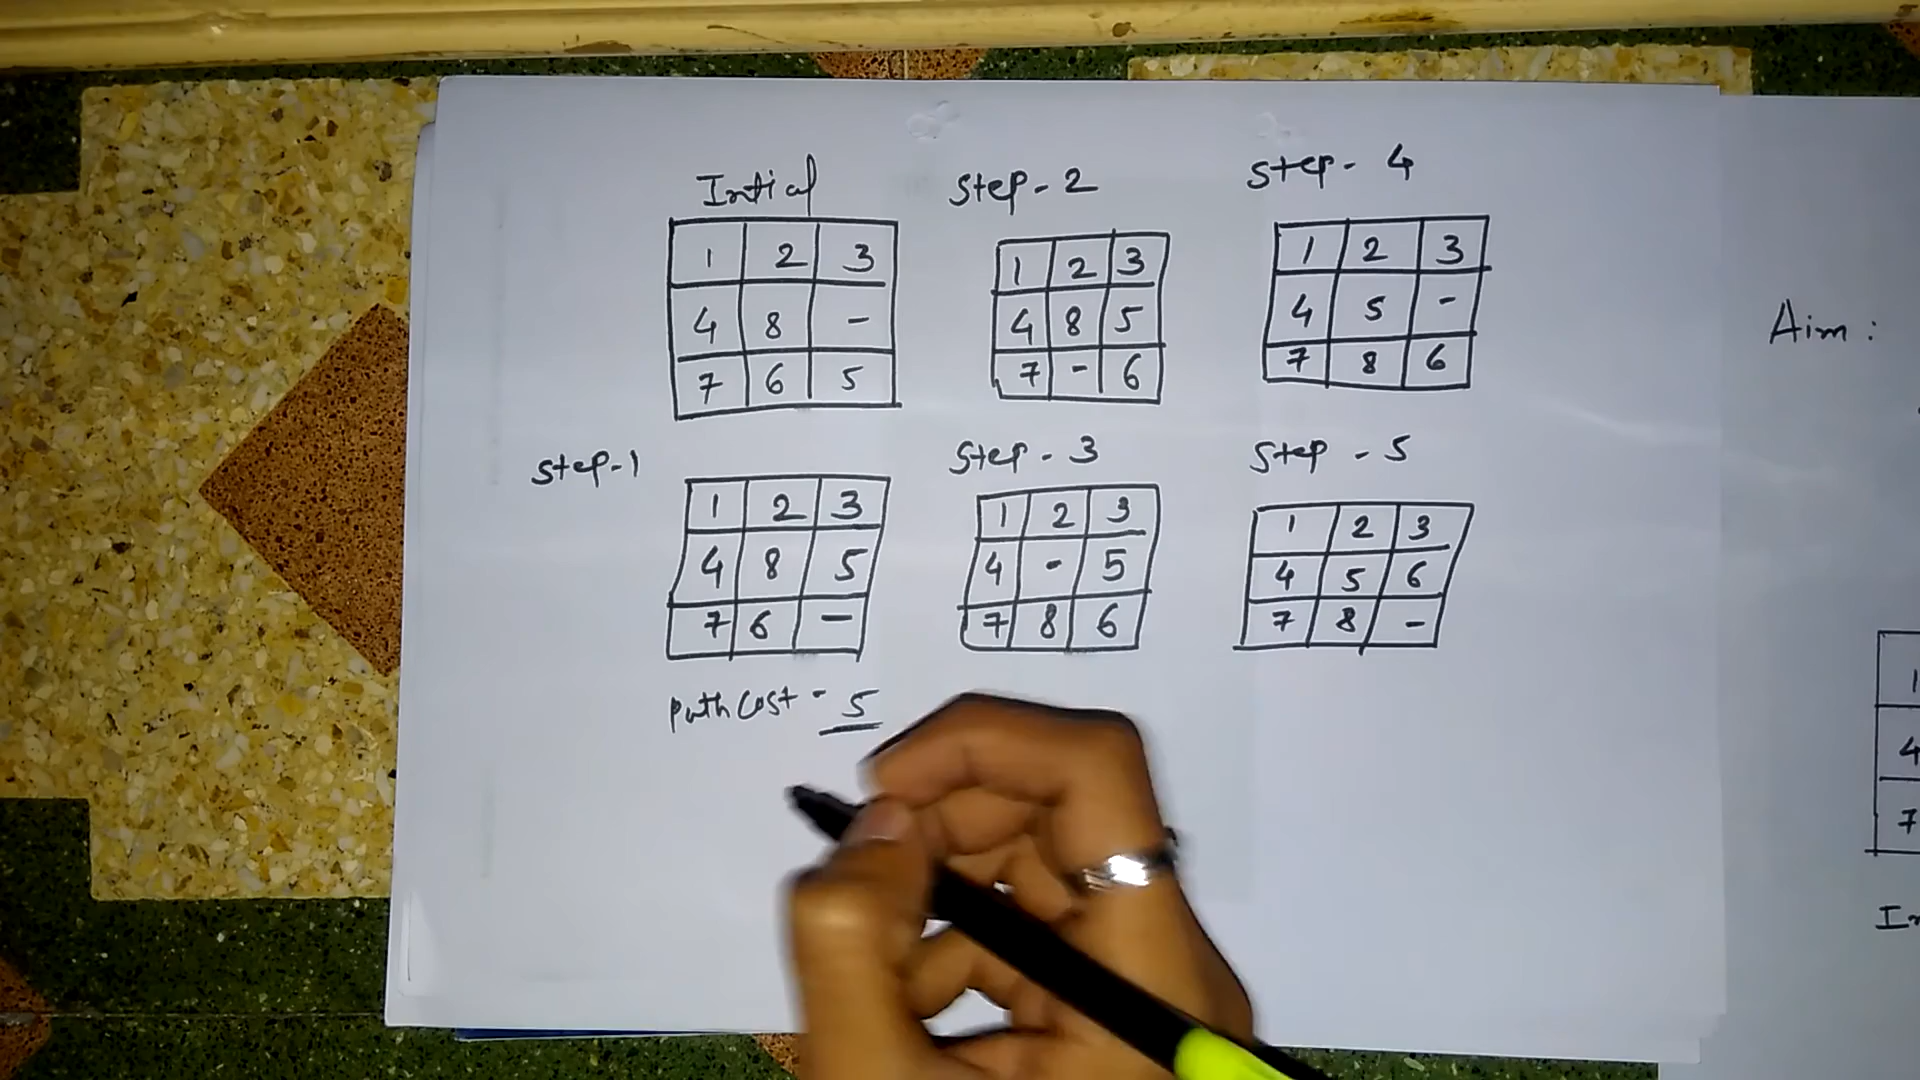 Intial
1 2 3
4 8 -
7 6 5
Step-1
1 2 3
4 8 5
7 6 -
Step-2
1 2 3
4 8 5
7 - 6
Step-3
1 2 3
4 - 5
7 8 6
Step-4
1 2 3
4 5 -
7 8 6
Step-5
1 2 3
4 5 6
7 8 -
path cost - 5
Aim:
1
4
7